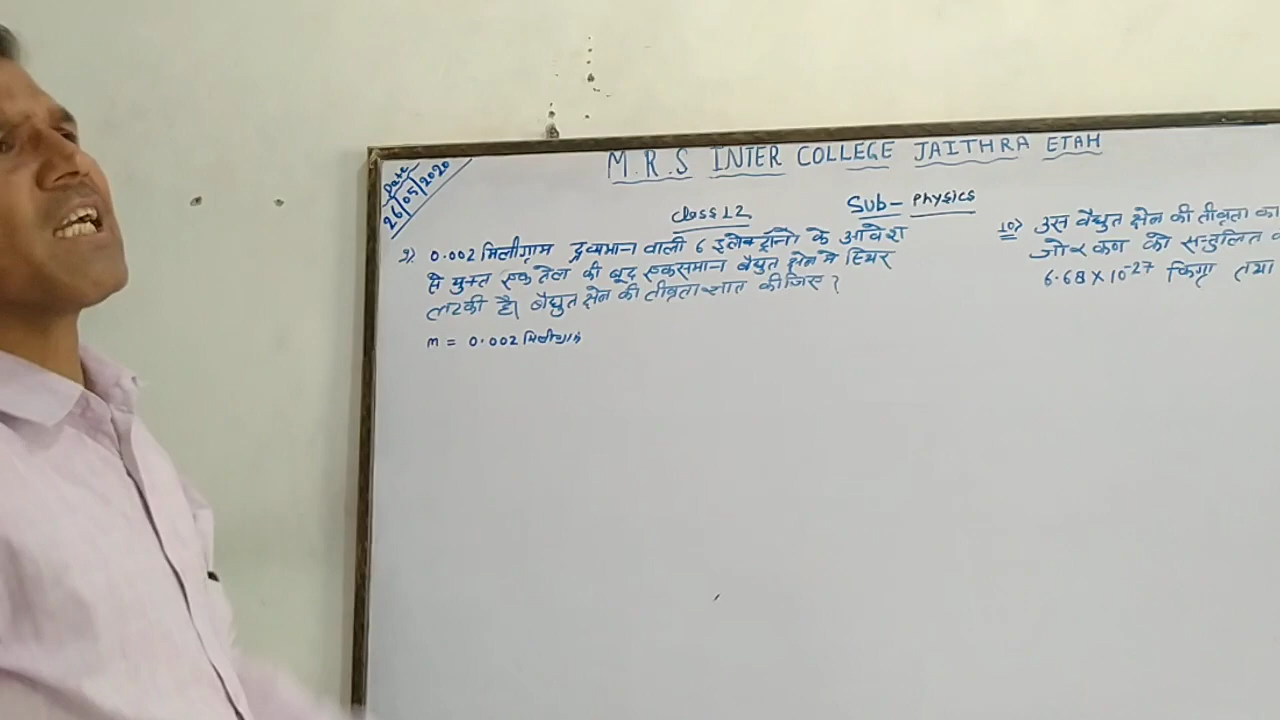 Date
26/05/2020
M.R.S INTER COLLEGE JAITHRA ETAH
Class 12
Sub- Physics
9) 0.002 मिलीग्राम द्रव्यमान वाली 6 इलेक्ट्रॉनो के आवेश
से युक्त एक तेल की बूद एकसमान वैद्युत क्षेत्र मे स्थिर
लटकी है। वैद्युत क्षेत्र की तीव्रता ज्ञात कीजिए?
m = 0.002 मिलीग्राम
10) उस वैद्युत क्षेत्र की तीव्रता का
को सन्तुलित
6.68 X 10-27 किग्रा तथा